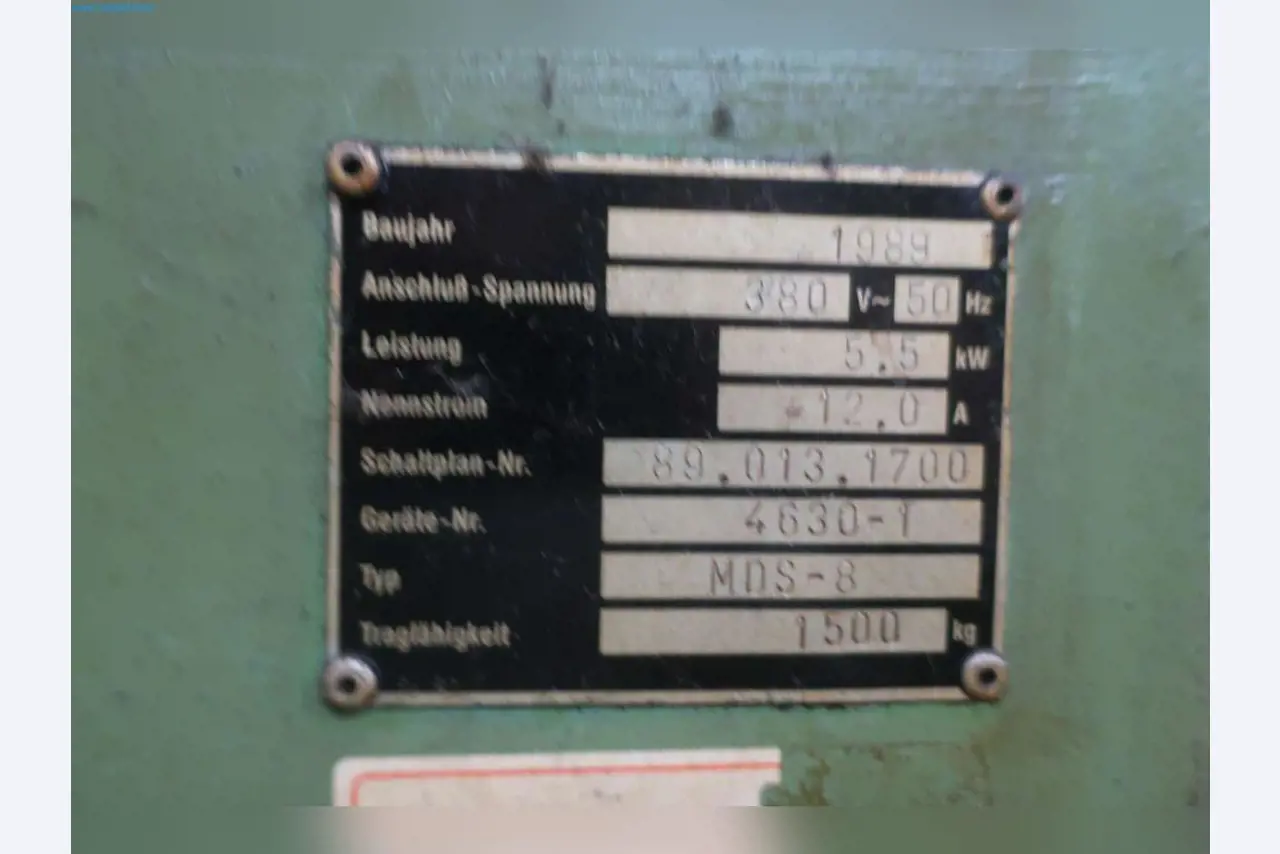 Baujahr 1989
Anschluß-Spannung 380 V~ 50 Hz
Leistung 5,5 kW
Nennstrom 12,0 A
Schaltplan-Nr. 89.013.1700
Geräte-Nr. 4630-1
Typ MDS-8
Tragfähigkeit 1500 kg